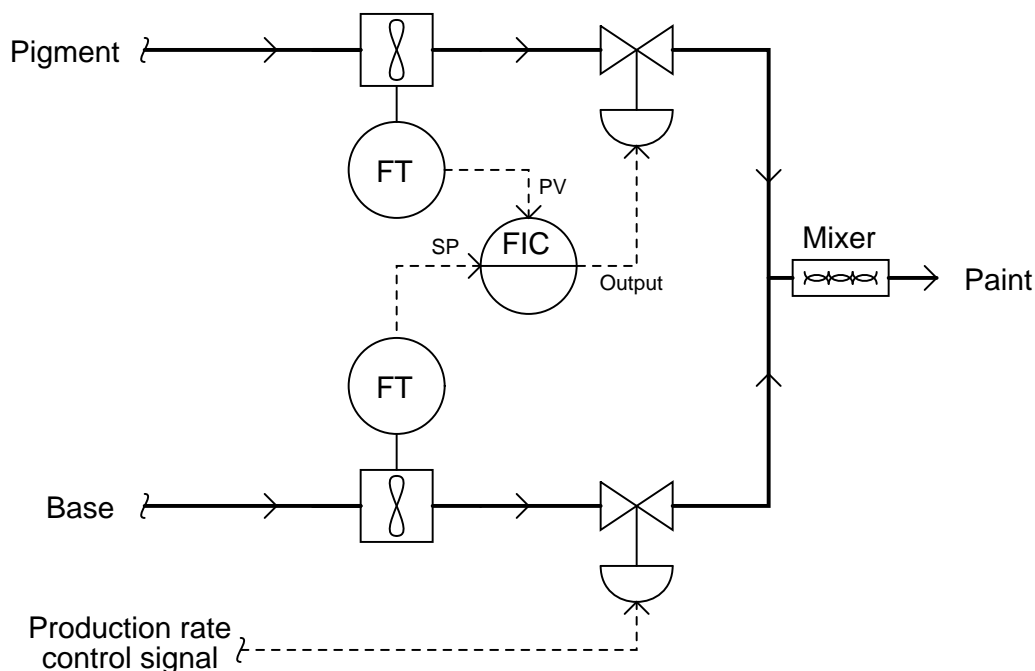 Pigment
FT
PV
SP
FIC
Mixer
Output
Paint
FT
Base
Production rate
control signal